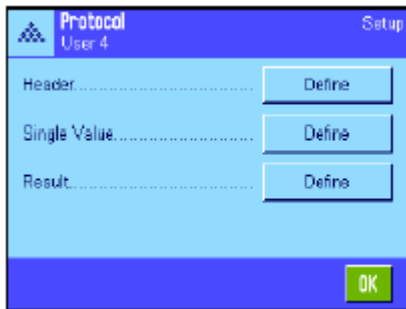 Protocol
Setup
User 4
Header.......................................... Define
Single Value................................. Define
Result........................................... Define
OK